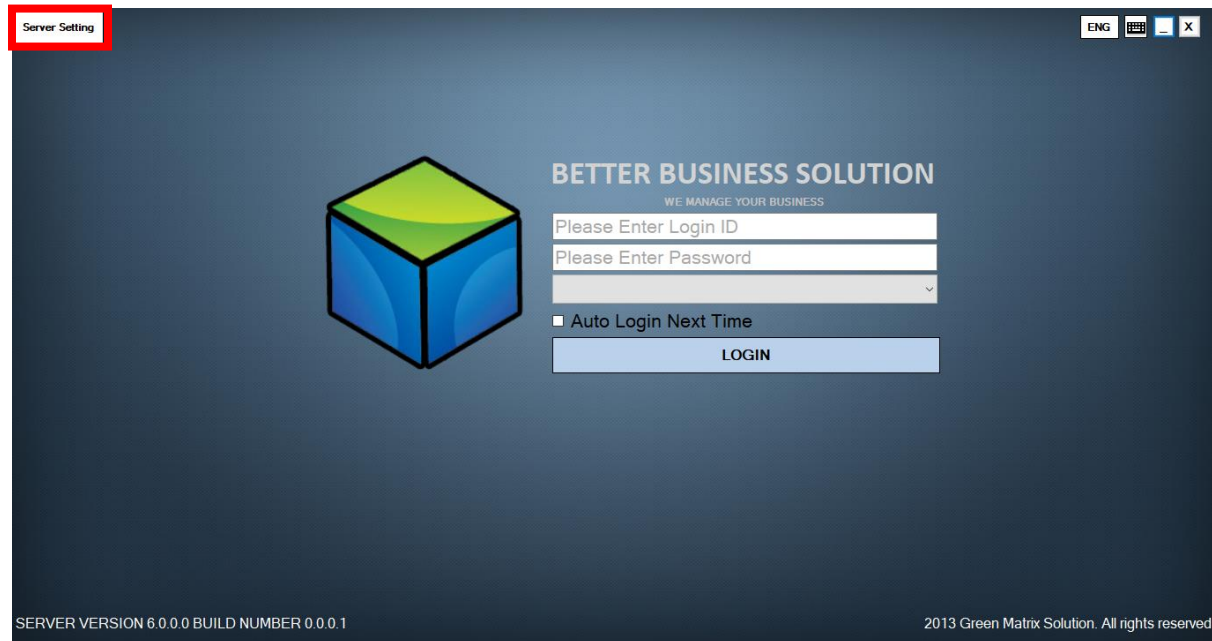 Server Setting
ENG
_
X
BETTER BUSINESS SOLUTION
WE MANAGE YOUR BUSINESS
Please Enter Login ID
Please Enter Password
Auto Login Next Time
LOGIN
SERVER VERSION 6.0.0.0 BUILD NUMBER 0.0.0.1
2013 Green Matrix Solution. All rights reserved